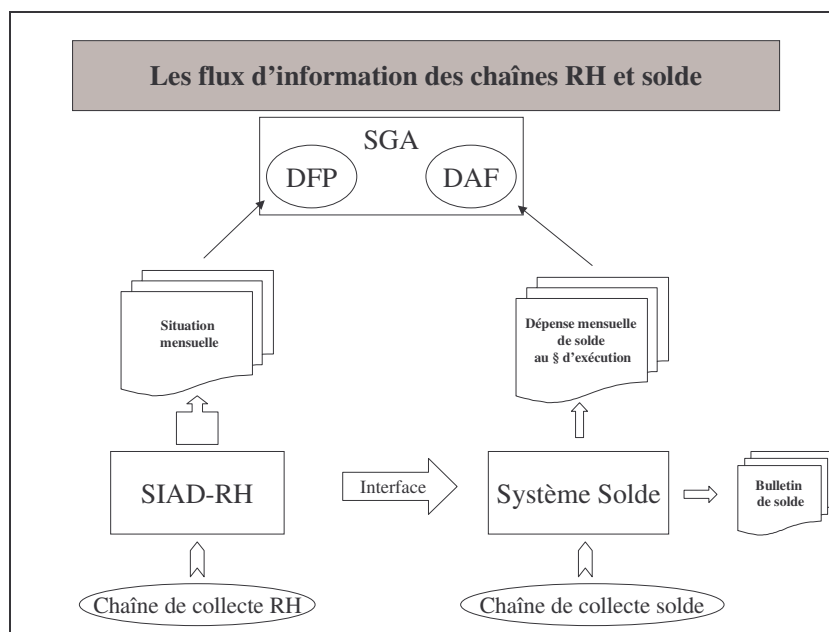 Les flux d'information des chaînes RH et solde
SGA
DFP
DAF
Situation
mensuelle
Dépense mensuelle
de solde
au § d'exécution
SIAD-RH
Interface
Système Solde
Bulletin
de solde
Chaîne de collecte RH
Chaîne de collecte solde